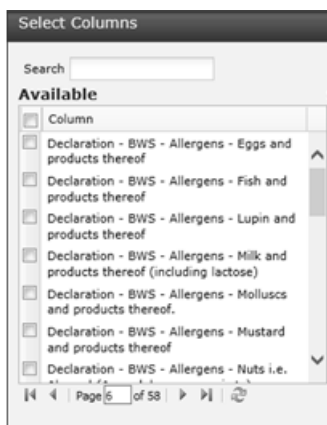 Select Columns
Search
Available
Column
Declaration - BWS - Allergens - Eggs and
products thereof
Declaration - BWS - Allergens - Fish and
products thereof
Declaration - BWS - Allergens - Lupin and
products thereof
Declaration - BWS - Allergens - Milk and
products thereof (including lactose)
Declaration - BWS - Allergens - Molluscs
and products thereof.
Declaration - BWS - Allergens - Mustard
and products thereof
Declaration - BWS - Allergens - Nuts i.e.
Page 6 of 58